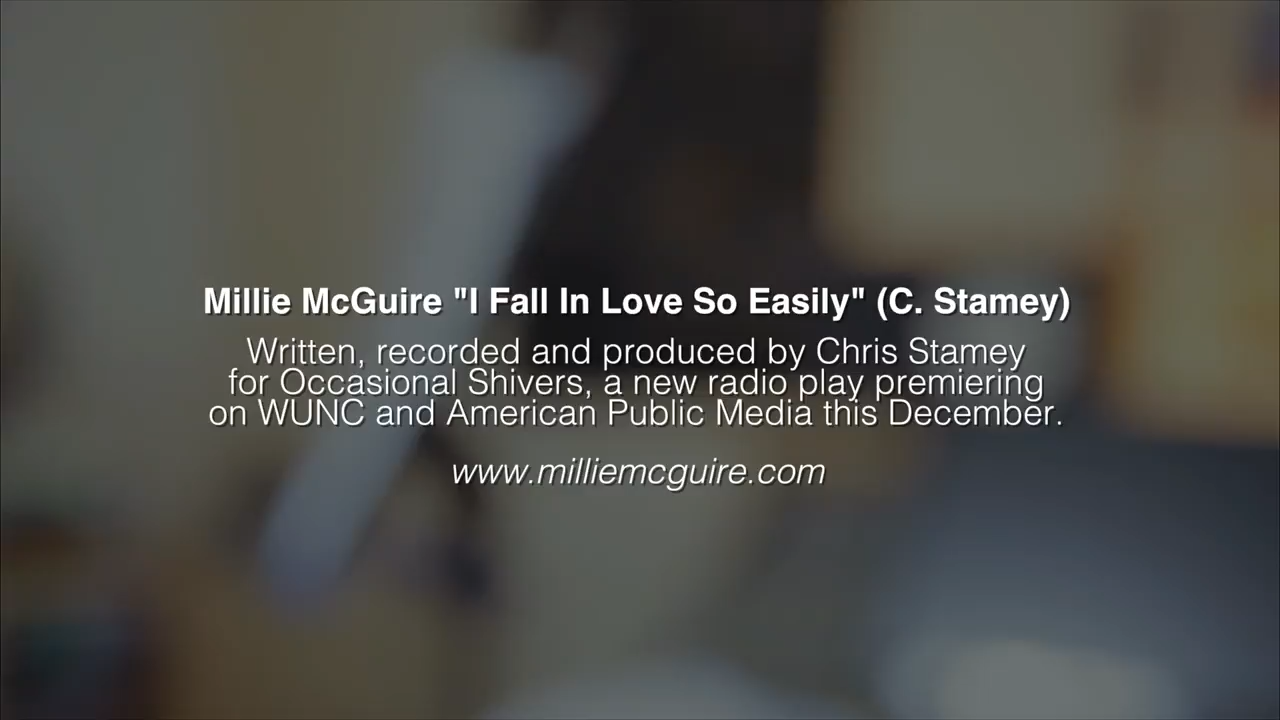 Millie McGuire "I Fall In Love So Easily" (C. Stamey)
Written, recorded and produced by Chris Stamey
for Occasional Shivers, a new radio play premiering
on WUNC and American Public Media this December.
www.milliemcguire.com